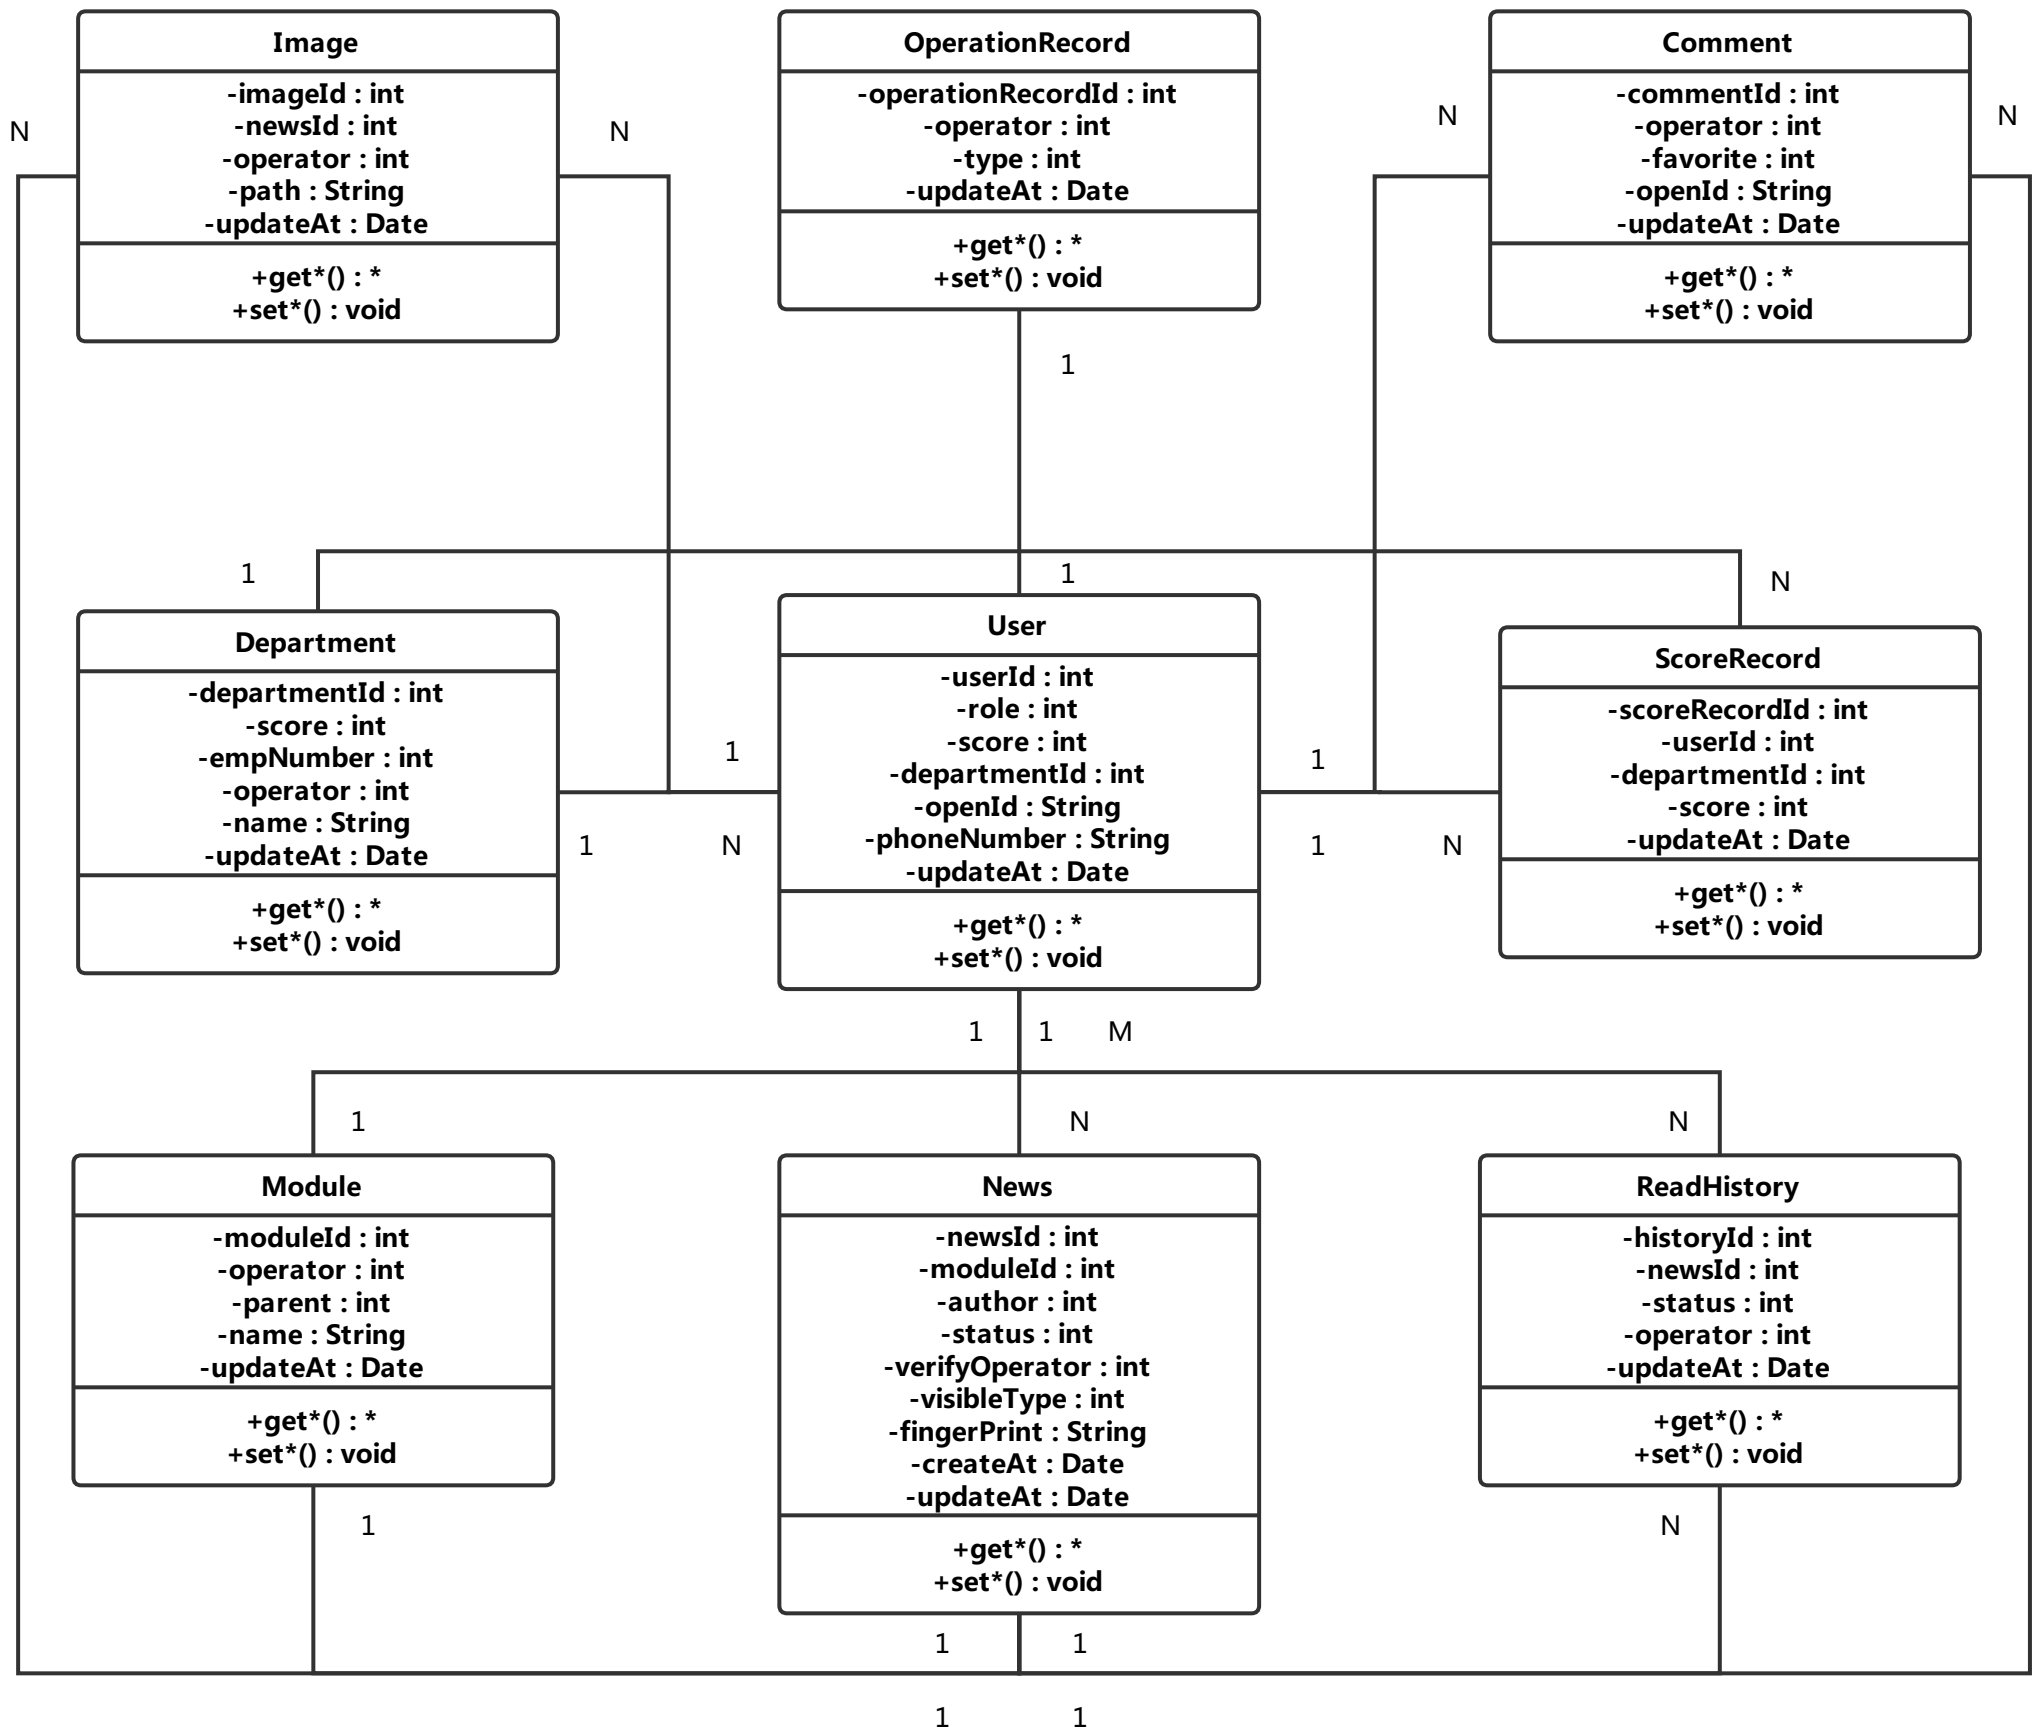 Image
-imageId : int
-newsId : int
-operator : int
-path : String
-updateAt : Date
+get*() : *
+set*() : void
N
N
OperationRecord
-operationRecordId : int
-operator : int
-type : int
-updateAt : Date
+get*() : *
+set*() : void
1
Comment
-commentId : int
-operator : int
-favorite : int
-openId : String
-updateAt : Date
+get*() : *
+set*() : void
N
N
1
1
N
Department
-departmentId : int
-score : int
-empNumber : int
-operator : int
-name : String
-updateAt : Date
+get*() : *
+set*() : void
1
1
N
User
-userId : int
-role : int
-score : int
-departmentId : int
-openId : String
-phoneNumber : String
-updateAt : Date
+get*() : *
+set*() : void
1
1
N
ScoreRecord
-scoreRecordId : int
-userId : int
-departmentId : int
-score : int
-updateAt : Date
+get*() : *
+set*() : void
1
1
M
1
N
N
Module
-moduleId : int
-operator : int
-parent : int
-name : String
-updateAt : Date
+get*() : *
+set*() : void
1
News
-newsId : int
-moduleId : int
-author : int
-status : int
-verifyOperator : int
-visibleType : int
-fingerPrint : String
-createAt : Date
-updateAt : Date
+get*() : *
+set*() : void
ReadHistory
-historyId : int
-newsId : int
-status : int
-operator : int
-updateAt : Date
+get*() : *
+set*() : void
N
1
1
1
1